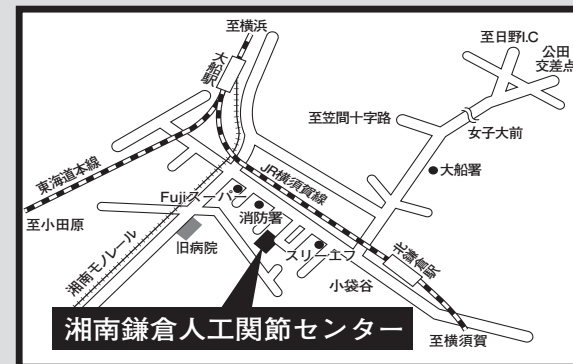 至横浜
大船駅
至日野I.C
公田
交差点
至笠間十字路
女子大前
東海道本線
JR横須賀線
大船署
Fujiスーパー
消防署
至小田原
旧病院
スリーエフ
北鎌倉駅
湘南モノレール
小袋谷
湘南鎌倉人工関節センター
至横須賀